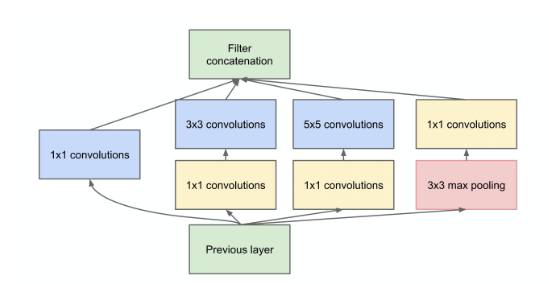 Filter
concatenation
3x3 convolutions
5x5 convolutions
1x1 convolutions
1x1 convolutions
1x1 convolutions
1x1 convolutions
3x3 max pooling
Previous layer